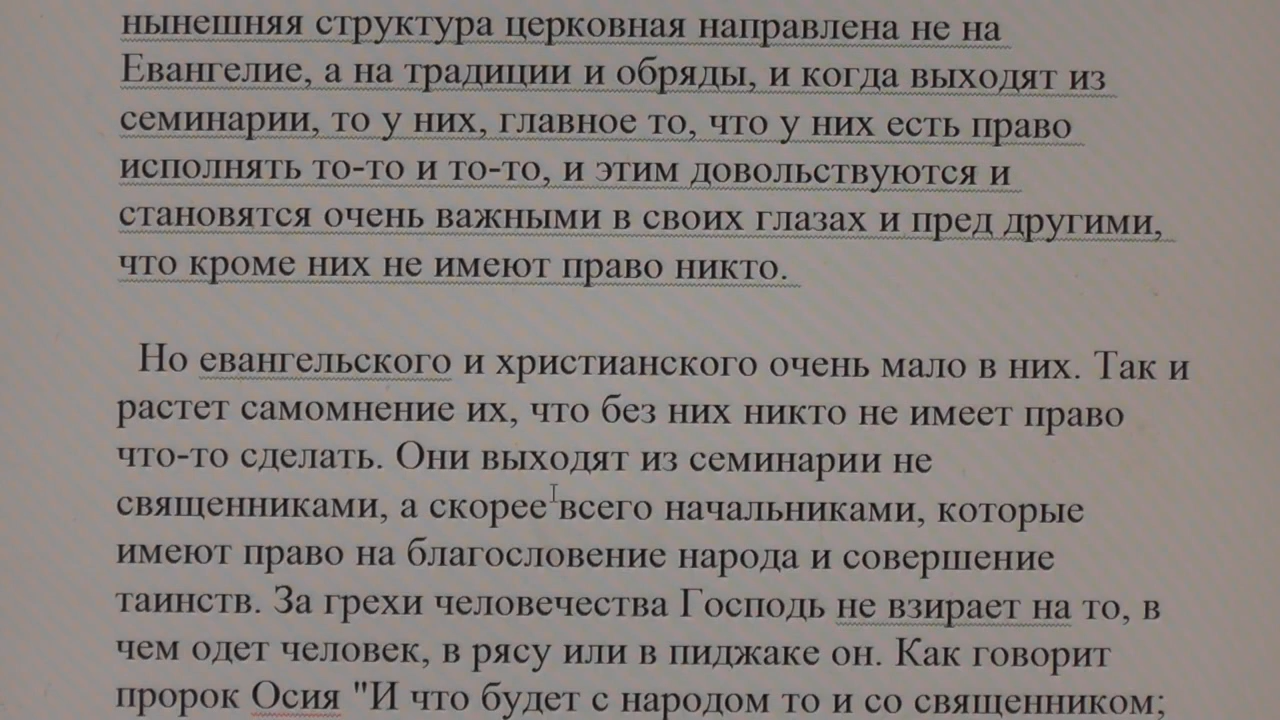 нынешняя структура церковная направлена не на
Евангелие, а на традиции и обряды, и когда выходят из
семинарии, то у них, главное то, что у них есть право
исполнять то-то и то-то, и этим довольствуются и
становятся очень важными в своих глазах и пред другими,
что кроме них не имеют право никто.
Но евангельского и христианского очень мало в них. Так и
растет самомнение их, что без них никто не имеет право
что-то сделать. Они выходят из семинарии не
священниками, а скорее всего начальниками, которые
имеют право на благословение народа и совершение
таинств. За грехи человечества Господь не взирает на то, в
чем одет человек, в рясу или в пиджаке он. Как говорит
пророк Осия "И что будет с народом то и со священником;